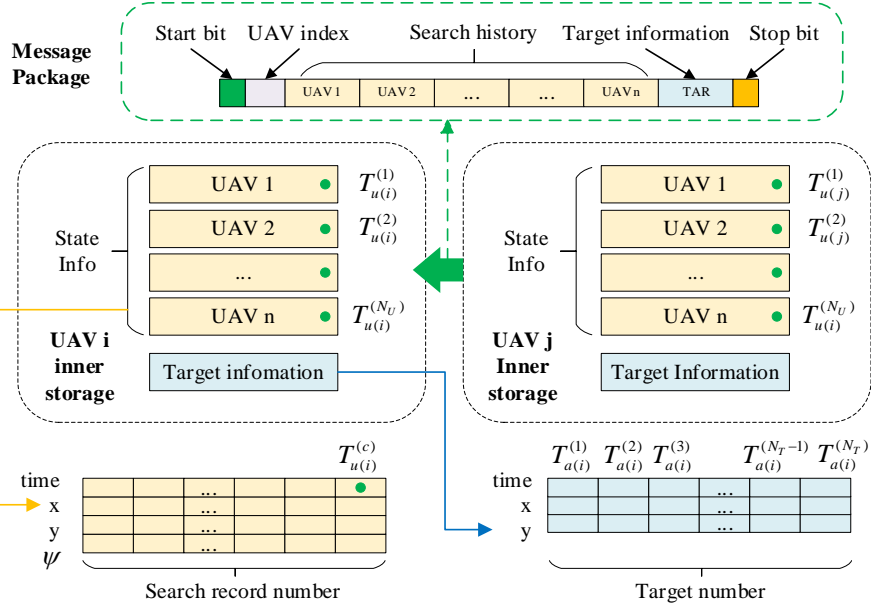 Start bit
UAV index
Search history
Target information
Stop bit
Message
Package
UAV 1
UAV 2
...
...
UAV n
TAR
State
Info
UAV 1
UAV 2
...
UAV n
T_{u(i)}^{(1)}
T_{u(i)}^{(2)}
T_{u(i)}^{(N_U)}
UAV i
inner
storage
Target infomation
State
Info
UAV 1
UAV 2
...
UAV n
T_{u(j)}^{(1)}
T_{u(j)}^{(2)}
T_{u(i)}^{(N_U)}
UAV j
Inner
storage
Target Information
T_{u(i)}^{(c)}
time
x
y
ψ
...
...
...
...
Search record number
T_{a(i)}^{(1)}
T_{a(i)}^{(2)}
T_{a(i)}^{(3)}
T_{a(i)}^{(N_T-1)}
T_{a(i)}^{(N_T)}
time
x
y
...
...
...
Target number